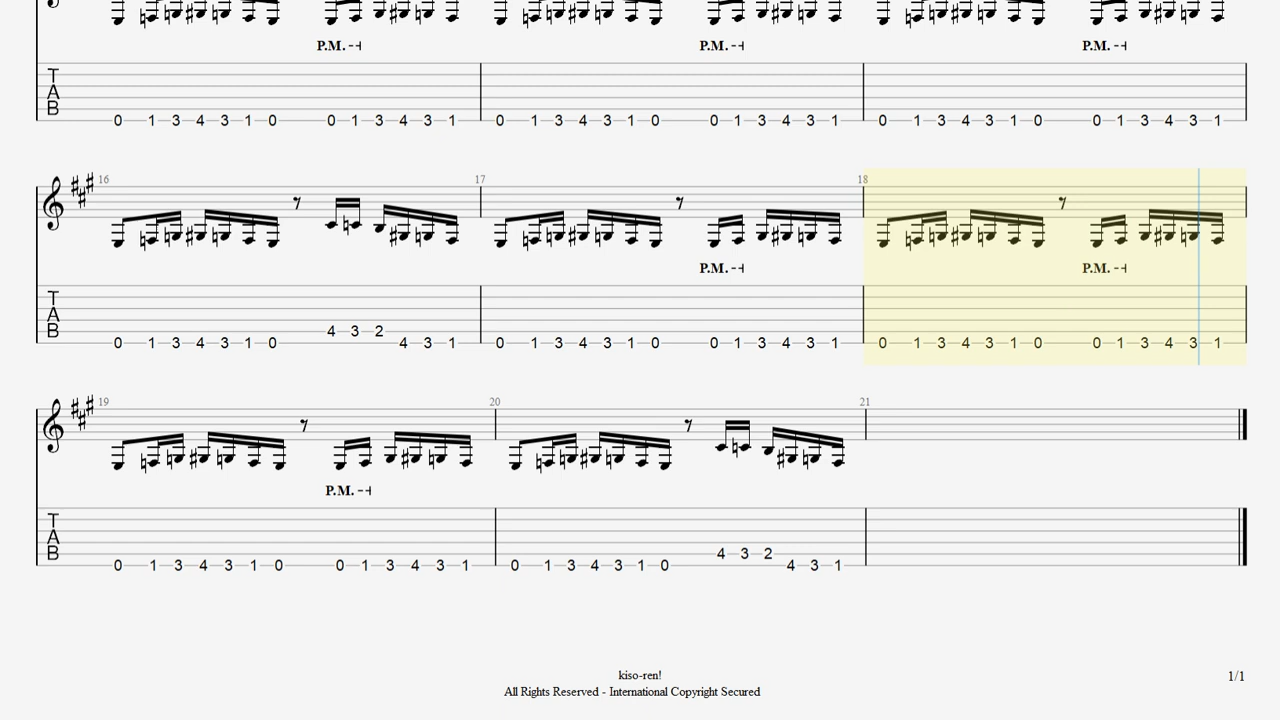 P.M. P.M. P.M.
T
A
B
0 1 3 4 3 1 0 0 1 3 4 3 1 0 1 3 4 3 1 0 0 1 3 4 3 1 0 1 3 4 3 1 0 0 1 3 4 3 1
16 17 18
P.M. P.M.
T
A
B
4 3 2
0 1 3 4 3 1 0 4 3 1 0 1 3 4 3 1 0 0 1 3 4 3 1 0 1 3 4 3 1 0 0 1 3 4 3 1
19 20 21
P.M.
T
A
B
4 3 2
0 1 3 4 3 1 0 0 1 3 4 3 1 0 1 3 4 3 1 0 4 3 1
kiso-ren!
1/1
All Rights Reserved - International Copyright Secured